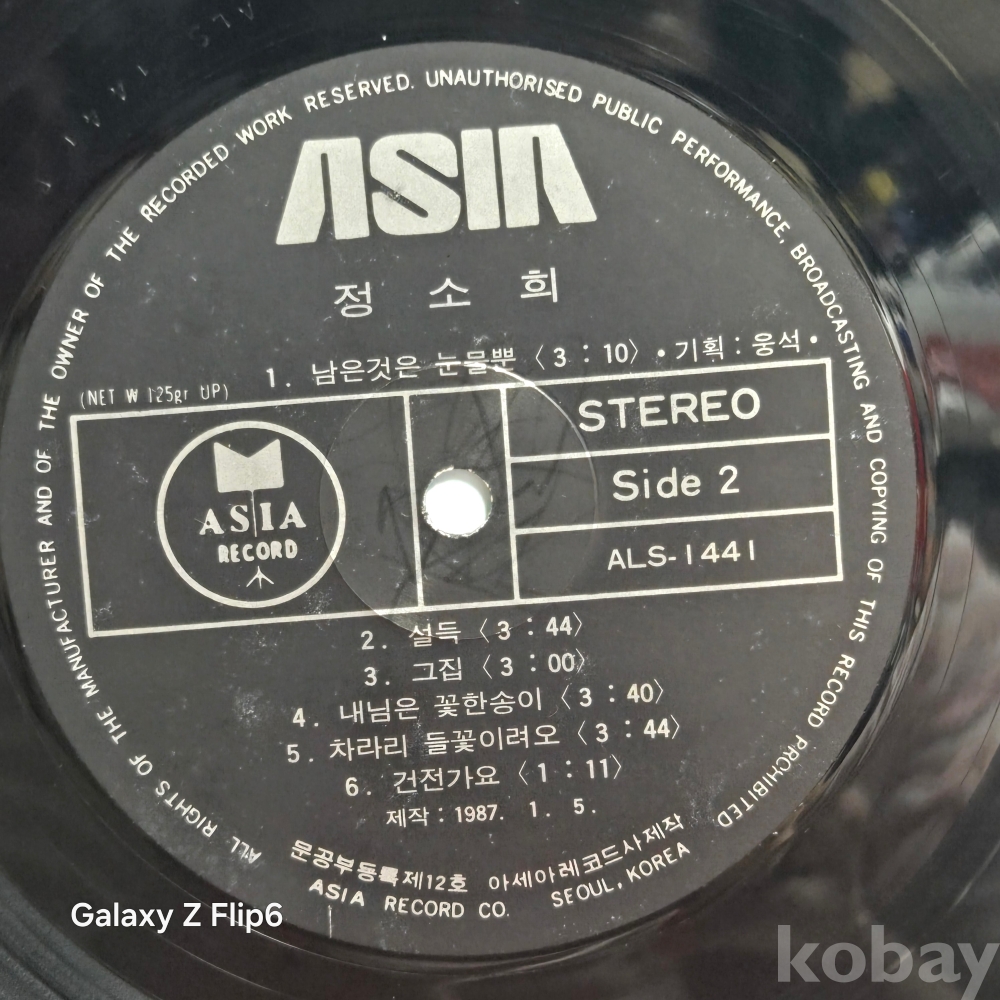 ALL RIGHTS OF THE MANUFACTURER AND OF THE OWNER OF THE RECORDED WORK RESERVED. UNAUTHORISED PUBLIC PERFORMANCE, BROADCASTING AND COPYING OF THIS RECORD PROHIBITED
ASIA
정 소 희
1. 남은것은 눈물뿐 〈3 : 10〉 • 기획 : 웅석 •
(NET W 125gr UP)
ASIA
RECORD
STEREO
Side 2
ALS-1441
2. 설득 〈3 : 44〉
3. 그집 〈3 : 00〉
4. 내님은 꽃한송이 〈3 : 40〉
5. 차라리 들꽃이려오 〈3 : 44〉
6. 건전가요 〈1 : 11〉
제작 : 1987. 1. 5.
문공부등록제12호 아세아레코드사제작
ASIA RECORD CO. SEOUL, KOREA
Galaxy Z Flip6
kobay